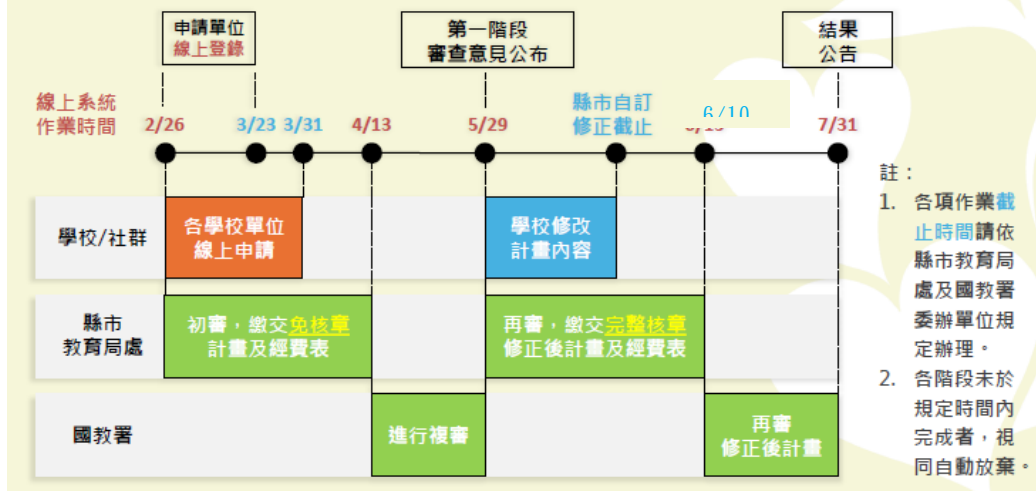 申請單位
線上登錄
第一階段
審查意見公布
結果
公告
線上系統
作業時間
2/26
3/23
3/31
4/13
5/29
縣市自訂
修正截止
6/10
7/31
學校/社群
各學校單位
線上申請
學校修改
計畫內容
縣市
教育局處
初審,繳交免核章
計畫及經費表
再審,繳交完整核章
修正後計畫及經費表
國教署
進行複審
再審
修正後計畫
註:
1. 各項作業截
止時間請依
縣市教育局
處及國教署
委辦單位規
定辦理。
2. 各階段未於
規定時間內
完成者,視
同自動放棄。